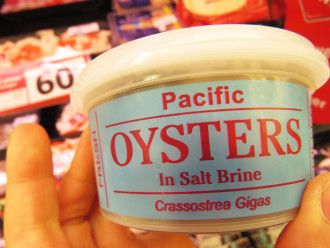 60
Pacific
OYSTERS
In Salt Brine
Crassostrea Gigas
FRESH